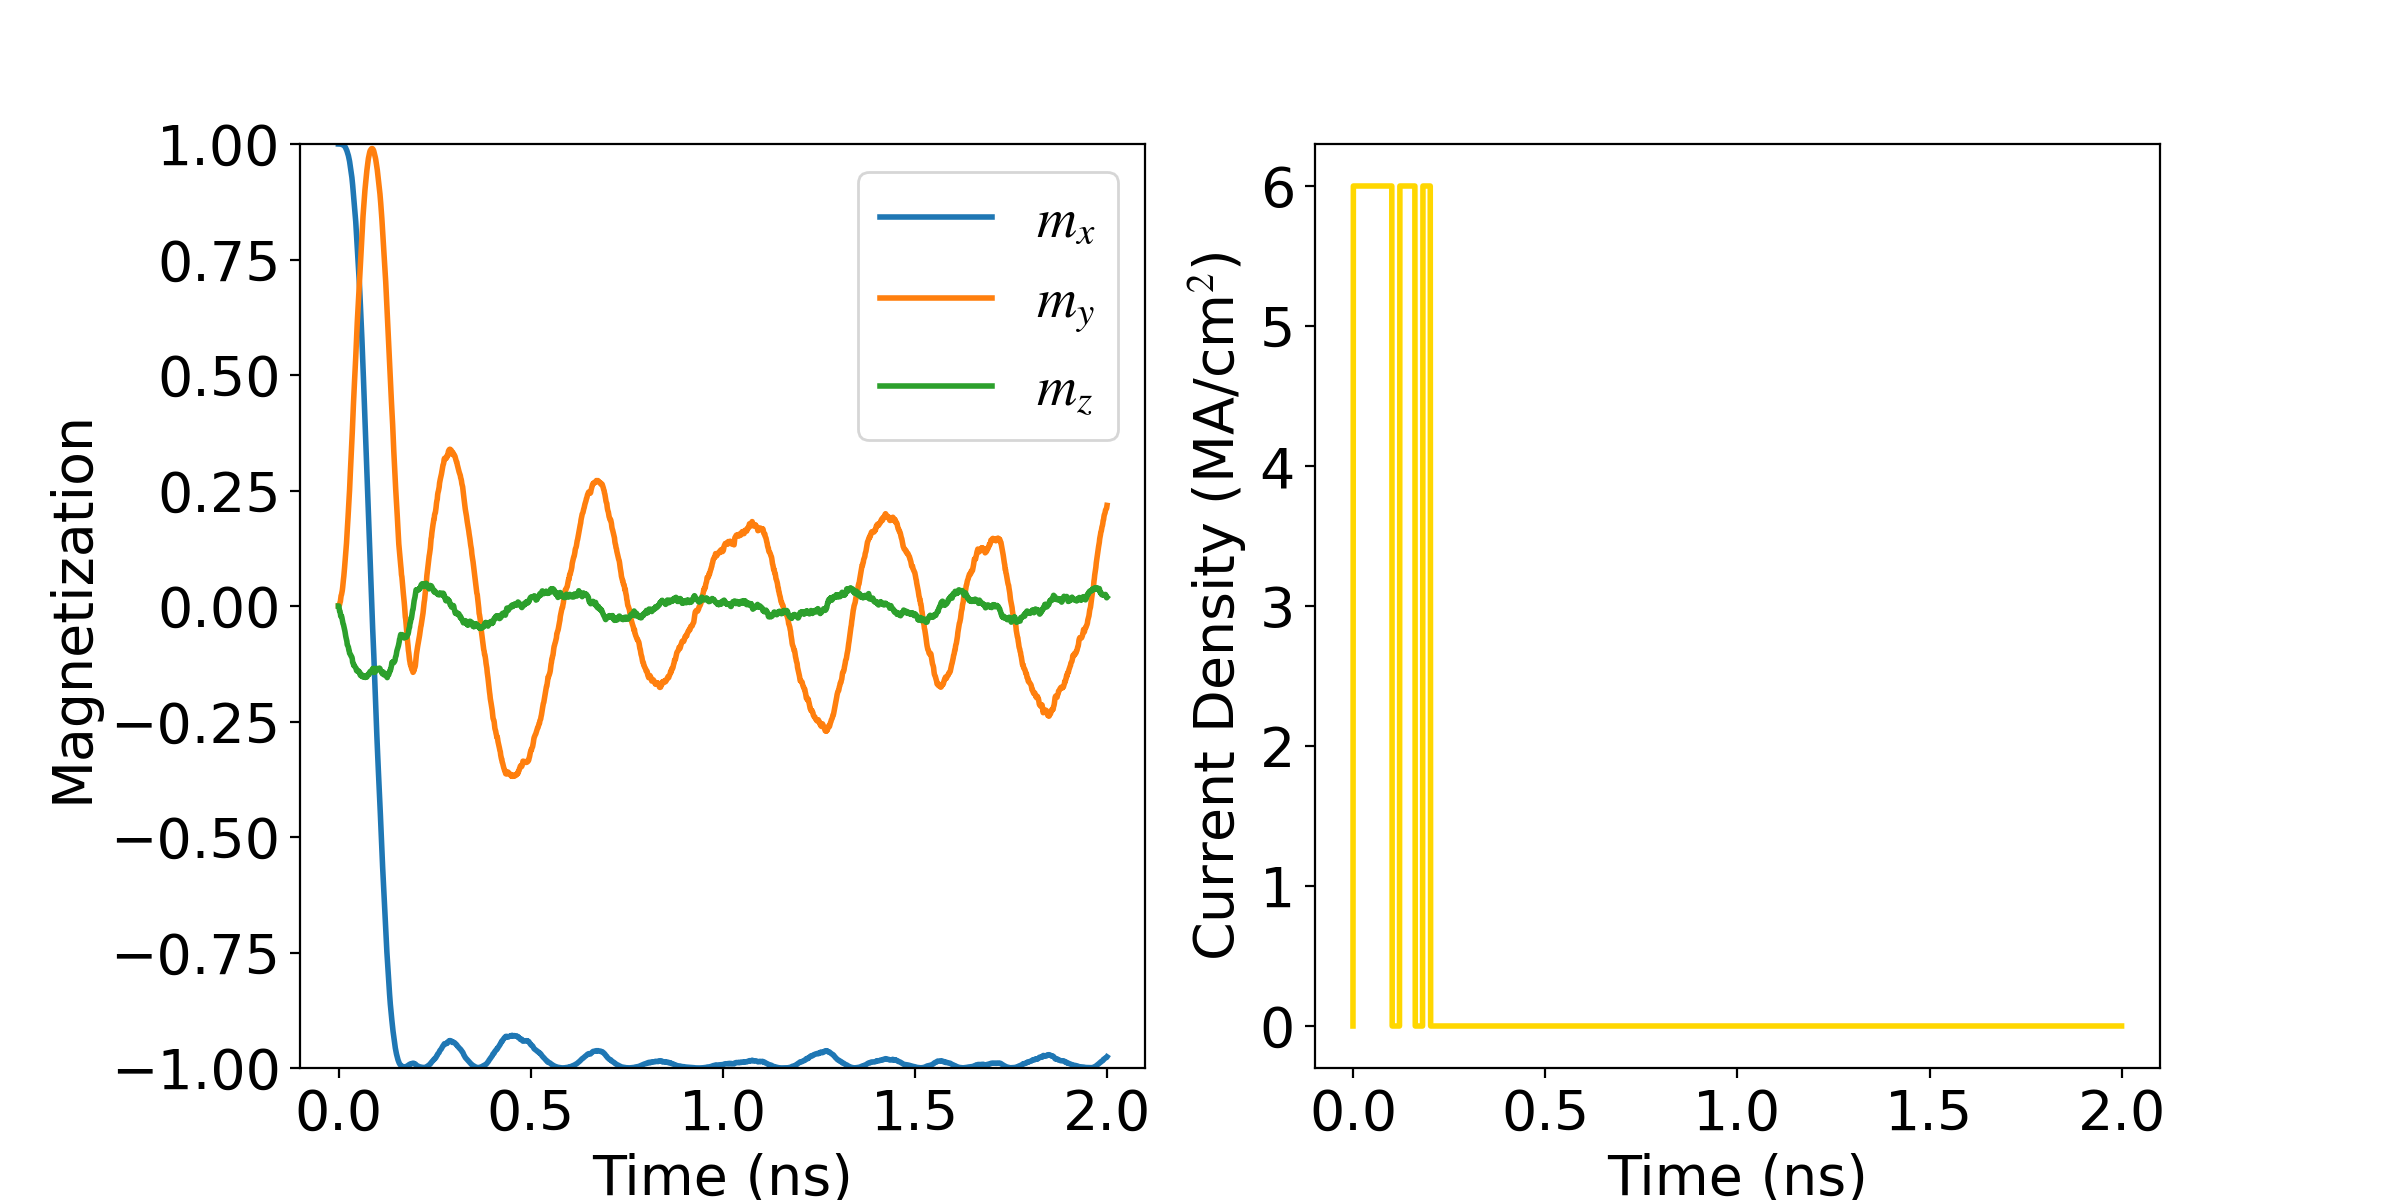 1.00
0.75
0.50
0.25
0.00
−0.25
−0.50
−0.75
−1.00
Magnetization
0.0 0.5 1.0 1.5 2.0
Time (ns)
m_x
m_y
m_z
6
5
4
3
2
1
0
Current Density (MA/cm²)
0.0 0.5 1.0 1.5 2.0
Time (ns)